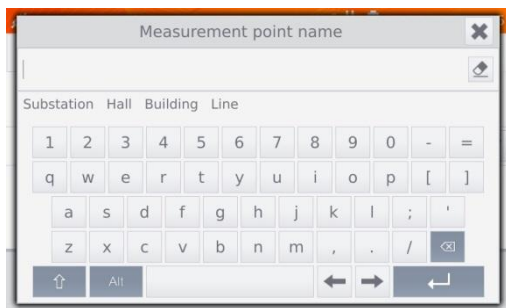 Measurement point name
Substation Hall Building Line
1 2 3 4 5 6 7 8 9 0 - =
q w e r t y u i o p [ ]
a s d f g h j k l ; '
z x c v b n m , . /
Alt